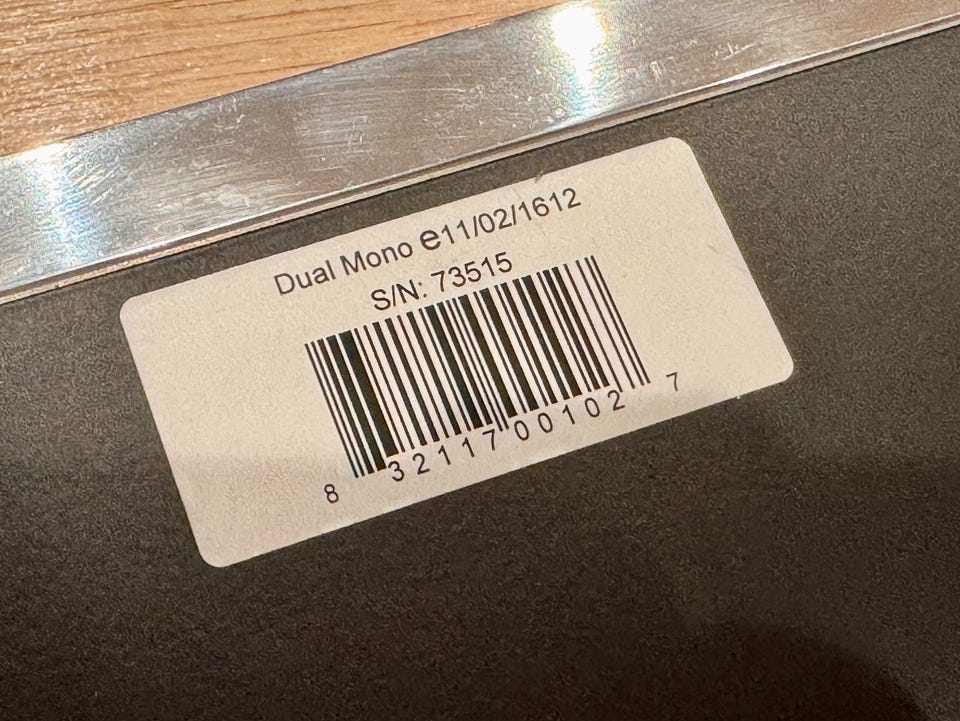 Dual Mono e11/02/1612
S/N: 73515
8 32117 00102 7